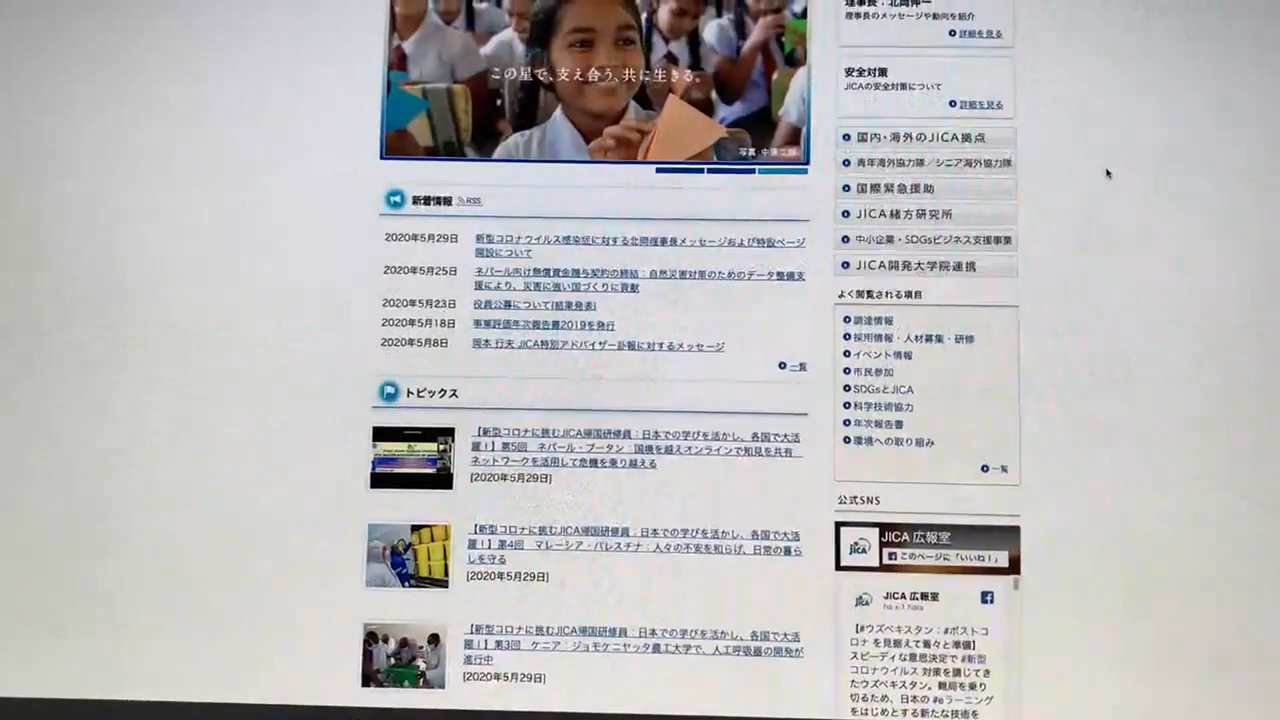 この星で、支え合う、共に生きる。
写真 中原二郎
新着情報 RSS
2020年5月29日 新型コロナウイルス感染症に対する北岡理事長メッセージおよび特設ページ
開設について
2020年5月25日 ネパール向け無償資金贈与契約の締結：自然災害対策のためのデータ整備支
援により、災害に強い国づくりに貢献
2020年5月23日 役員公募について(結果発表)
2020年5月18日 事業評価年次報告書2019を発行
2020年5月8日 岡本 行夫 JICA特別アドバイザー訃報に対するメッセージ
一覧
トピックス
【新型コロナに挑むJICA帰国研修員：日本での学びを活かし、各国で大活
躍！】第5回 ネパール・ブータン：国境を越えオンラインで知見を共有
ネットワークを活用して危機を乗り越える
[2020年5月29日]
【新型コロナに挑むJICA帰国研修員：日本での学びを活かし、各国で大活
躍！】第4回 マレーシア・パレスチナ：人々の不安を和らげ、日常の暮ら
しを守る
[2020年5月29日]
【新型コロナに挑むJICA帰国研修員：日本での学びを活かし、各国で大活
躍！】第3回 ケニア：ジョモケニヤッタ農工大学で、人工呼吸器の開発が
進行中
[2020年5月29日]
理事長：北岡伸一
理事長のメッセージや動向を紹介
詳細を見る
安全対策
JICAの安全対策について
詳細を見る
国内・海外のJICA拠点
青年海外協力隊／シニア海外協力隊
国際緊急援助
JICA緒方研究所
中小企業・SDGsビジネス支援事業
JICA開発大学院連携
よく閲覧される項目
調達情報
採用情報・人材募集・研修
イベント情報
市民参加
SDGsとJICA
科学技術協力
年次報告書
環境への取り組み
一覧
公式SNS
JICA JICA 広報室
このページに「いいね！」
JICA JICA 広報室
【#ウズベキスタン：#ポストコ
ロナ を見据えて着々と準備】
スピーディな意思決定で #新型
コロナウイルス 対策を講じてき
たウズベキスタン。難局を乗り
切るため、日本の #eラーニング
をはじめとする新たな技術を